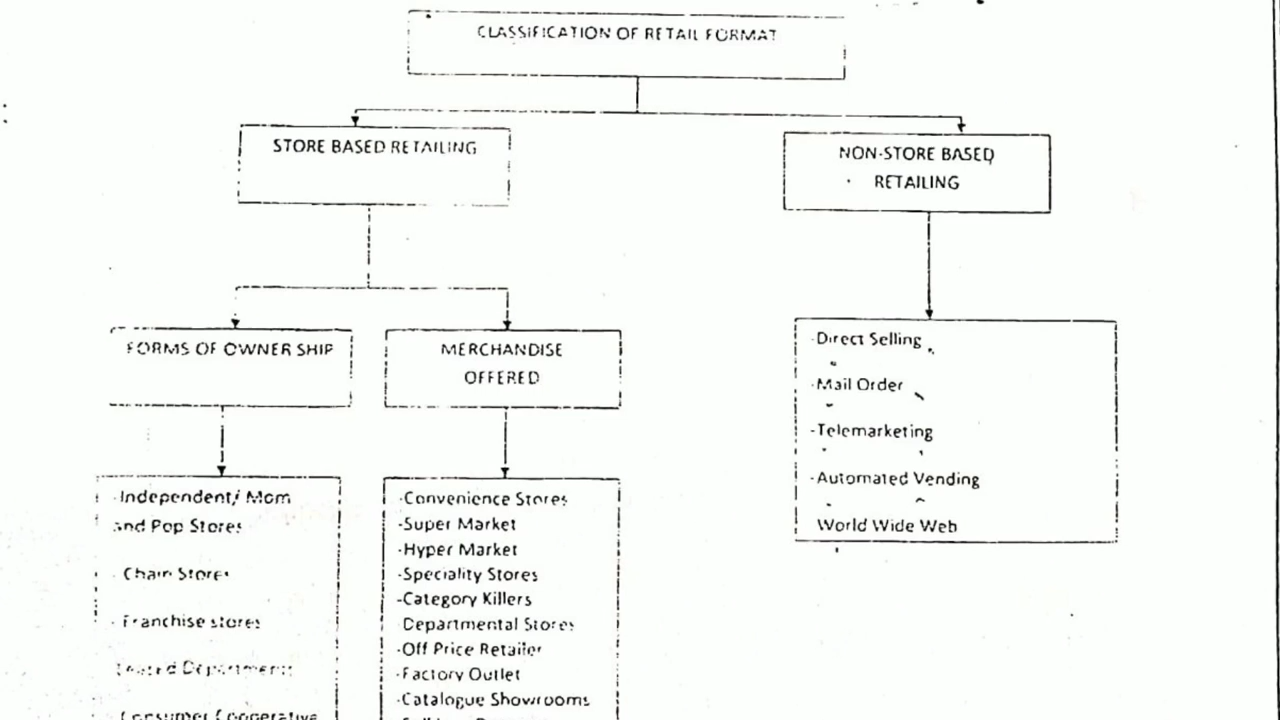 CLASSIFICATION OF RETAIL FORMAT
STORE BASED RETAILING
NON-STORE BASED
RETAILING
FORMS OF OWNER SHIP
MERCHANDISE
OFFERED
-Direct Selling
-Mail Order
-Telemarketing
-Automated Vending
World Wide Web
-Independent/ Mom
and Pop Stores
- Chain Stores
- Franchise stores
Leased Departments
Consumer Cooperative
-Convenience Stores
-Super Market
-Hyper Market
-Speciality Stores
-Category Killers
Departmental Stores
-Off Price Retailer
-Factory Outlet
-Catalogue Showrooms